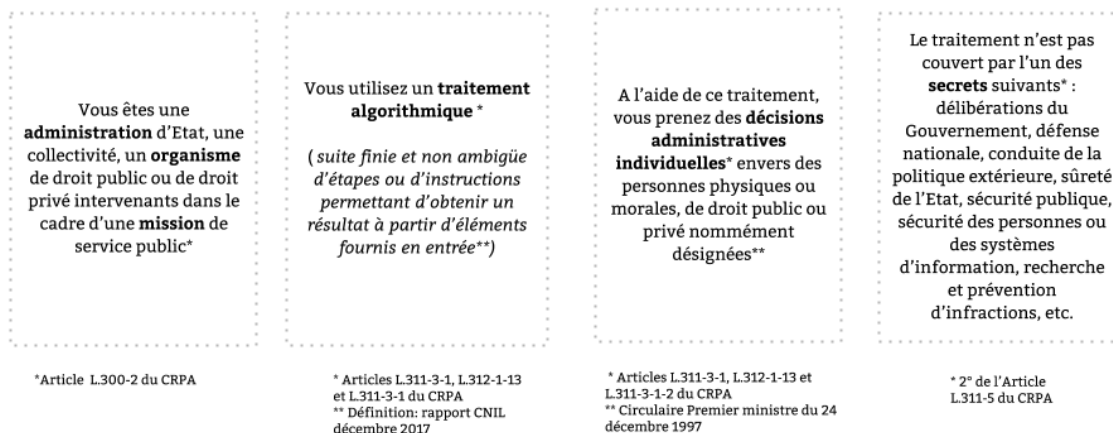 Vous êtes une
administration d'Etat, une
collectivité, un organisme
de droit public ou de droit
privé intervenants dans le
cadre d'une mission de
service public*
*Article L.300-2 du CRPA
Vous utilisez un traitement
algorithmique *
( suite finie et non ambigüe
d'étapes ou d'instructions
permettant d'obtenir un
résultat à partir d'éléments
fournis en entrée**)
* Articles L.311-3-1, L.312-1-13
et L.311-3-1 du CRPA
** Définition: rapport CNIL
décembre 2017
A l'aide de ce traitement,
vous prenez des décisions
administratives
individuelles* envers des
personnes physiques ou
morales, de droit public ou
privé nommément
désignées**
* Articles L.311-3-1, L.312-1-13 et
L.311-3-1-2 du CRPA
** Circulaire Premier ministre du 24
décembre 1997
Le traitement n'est pas
couvert par l'un des
secrets suivants* :
délibérations du
Gouvernement, défense
nationale, conduite de la
politique extérieure, sûreté
de l'Etat, sécurité publique,
sécurité des personnes ou
des systèmes
d'information, recherche
et prévention
d'infractions, etc.
* 2° de l'Article
L.311-5 du CRPA